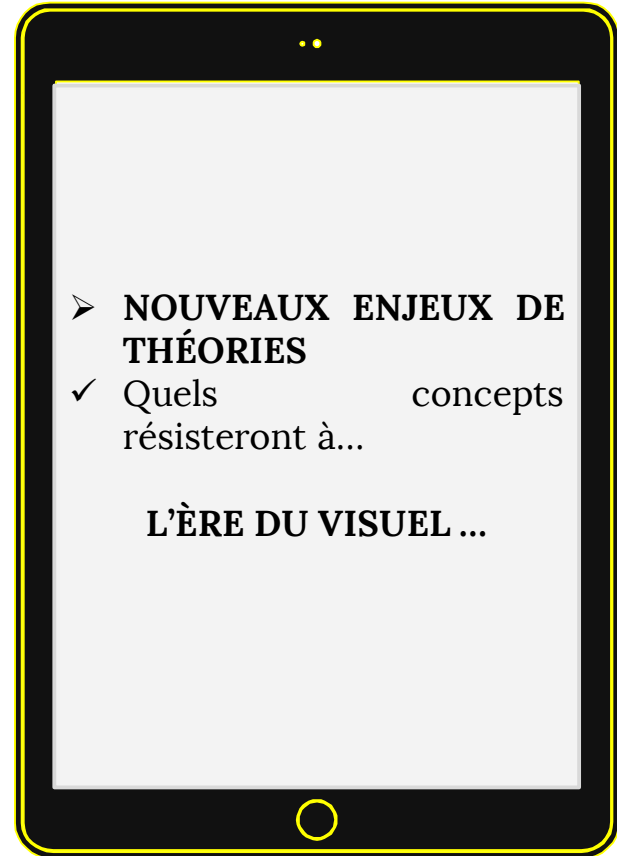 ➢ NOUVEAUX ENJEUX DE
THÉORIES
✓ Quels concepts
résisteront à…
L’ÈRE DU VISUEL …